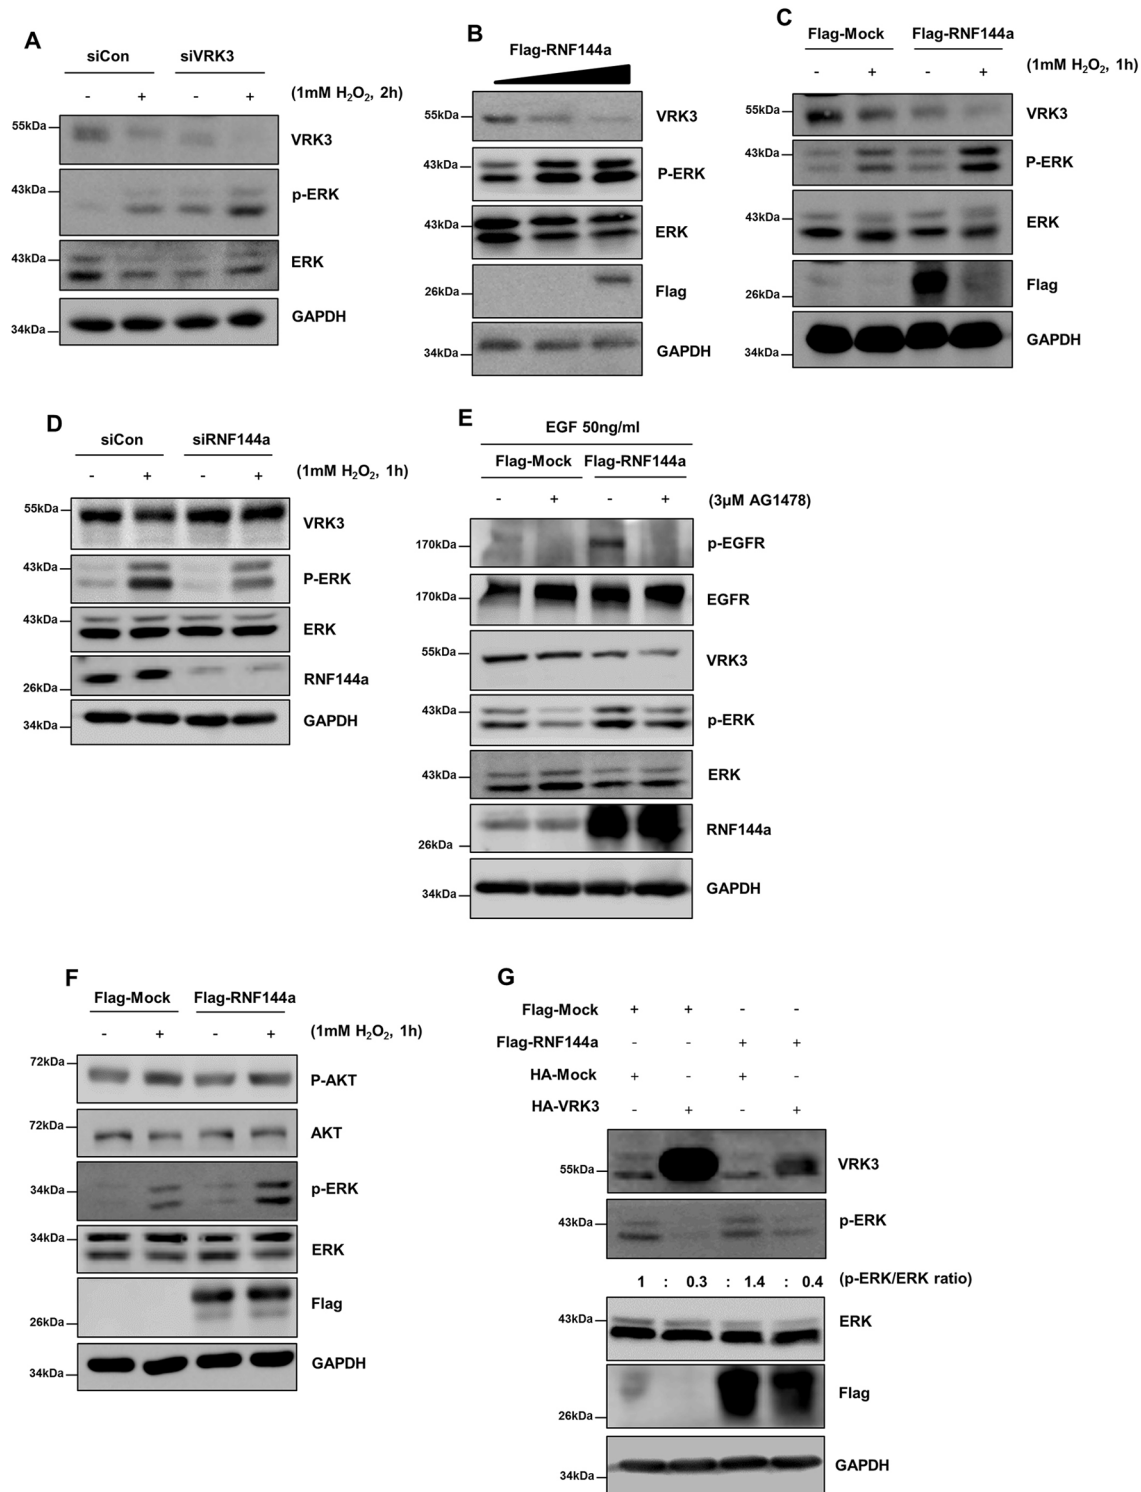 A
siCon siVRK3
- + - + (1mM H₂O₂, 2h)
55kDa VRK3
43kDa p-ERK
43kDa ERK
34kDa GAPDH
B
Flag-RNF144a
55kDa VRK3
43kDa P-ERK
43kDa ERK
26kDa Flag
34kDa GAPDH
C
Flag-Mock Flag-RNF144a
- + - + (1mM H₂O₂, 1h)
55kDa VRK3
43kDa P-ERK
43kDa ERK
26kDa Flag
34kDa GAPDH
D
siCon siRNF144a
- + - + (1mM H₂O₂, 1h)
55kDa VRK3
43kDa P-ERK
43kDa ERK
26kDa RNF144a
34kDa GAPDH
E
EGF 50ng/ml
Flag-Mock Flag-RNF144a
- + - + (3µM AG1478)
170kDa p-EGFR
170kDa EGFR
55kDa VRK3
43kDa p-ERK
43kDa ERK
26kDa RNF144a
34kDa GAPDH
F
Flag-Mock Flag-RNF144a
- + - + (1mM H₂O₂, 1h)
72kDa P-AKT
72kDa AKT
34kDa p-ERK
34kDa ERK
26kDa Flag
34kDa GAPDH
G
Flag-Mock + + - -
Flag-RNF144a - - + +
HA-Mock + - + -
HA-VRK3 - + - +
55kDa VRK3
43kDa p-ERK
1 : 0.3 : 1.4 : 0.4 (p-ERK/ERK ratio)
43kDa ERK
26kDa Flag
34kDa GAPDH